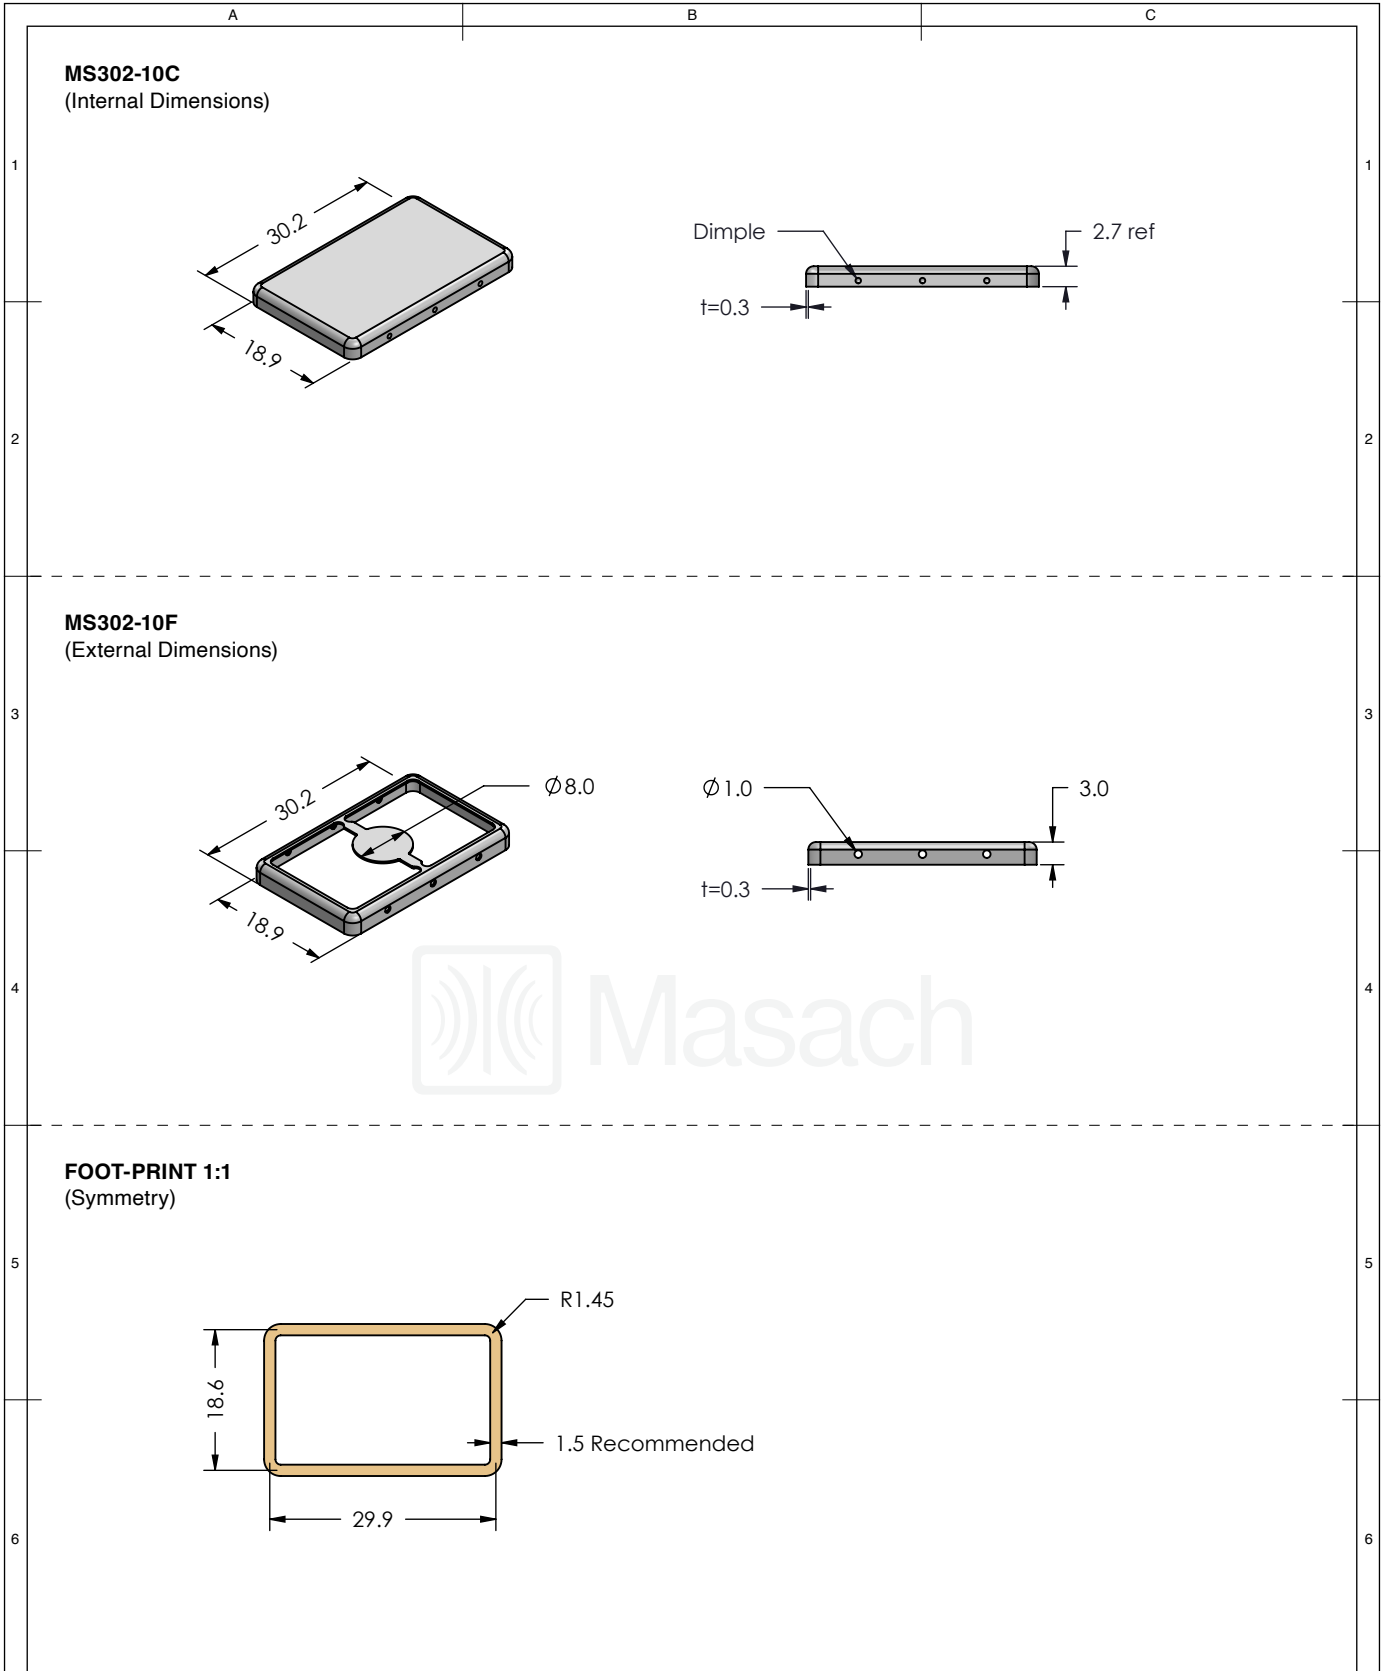 A B C
MS302-10C
(Internal Dimensions)
1 1
30.2
18.9
Dimple
2.7 ref
t=0.3
2 2
MS302-10F
(External Dimensions)
3 3
30.2
18.9
Ø8.0
Ø1.0
3.0
t=0.3
Masach
4 4
FOOT-PRINT 1:1
(Symmetry)
5 5
R1.45
18.6
1.5 Recommended
29.9
6 6